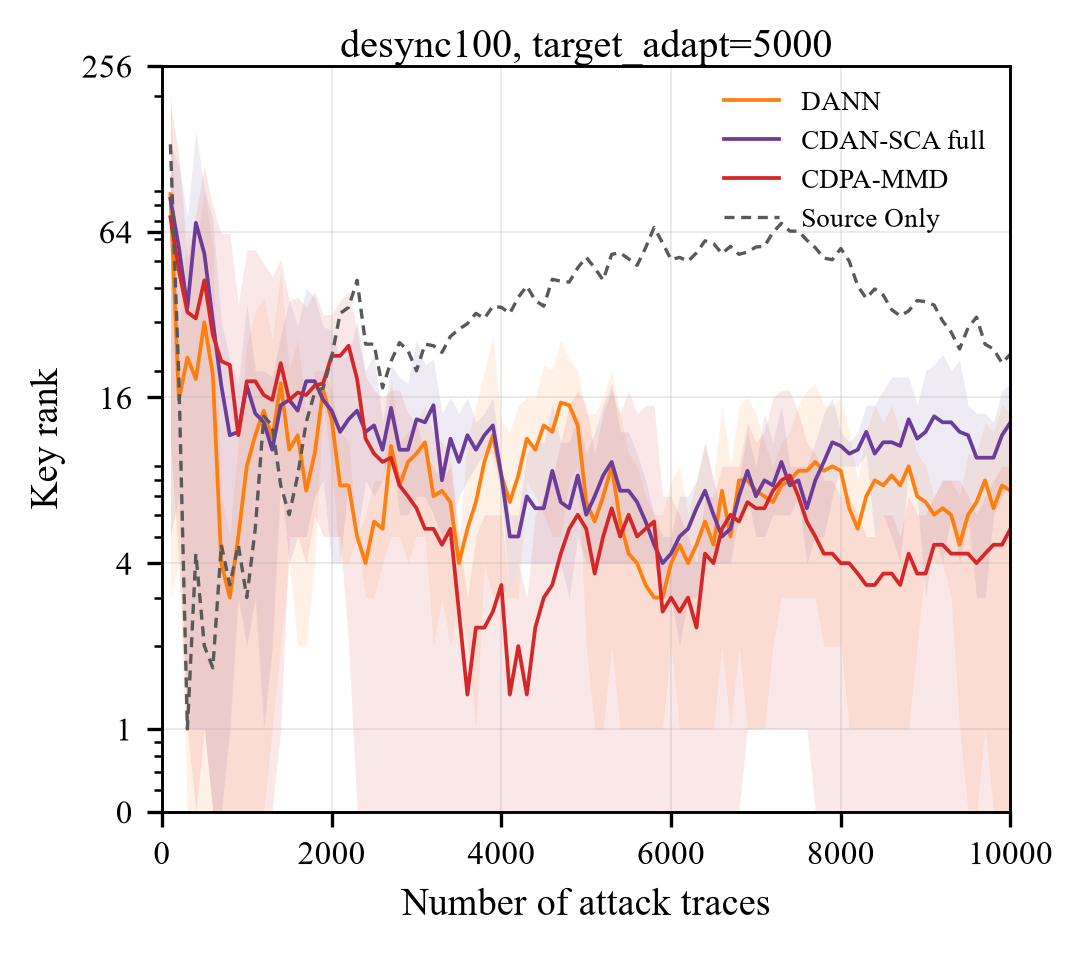 desync100, target_adapt=5000
256
64
16
4
1
0
Key rank
DANN
CDAN-SCA full
CDPA-MMD
Source Only
0 2000 4000 6000 8000 10000
Number of attack traces